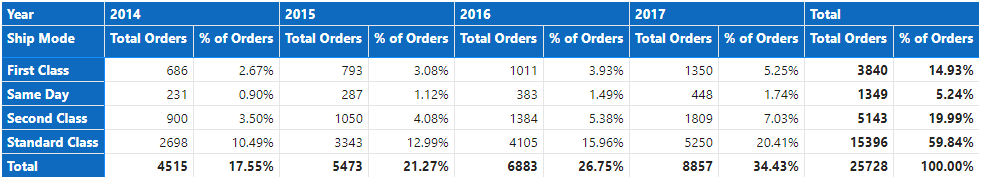 Year 2014 2015 2016 2017 Total
Ship Mode Total Orders % of Orders Total Orders % of Orders Total Orders % of Orders Total Orders % of Orders Total Orders % of Orders
First Class 686 2.67% 793 3.08% 1011 3.93% 1350 5.25% 3840 14.93%
Same Day 231 0.90% 287 1.12% 383 1.49% 448 1.74% 1349 5.24%
Second Class 900 3.50% 1050 4.08% 1384 5.38% 1809 7.03% 5143 19.99%
Standard Class 2698 10.49% 3343 12.99% 4105 15.96% 5250 20.41% 15396 59.84%
Total 4515 17.55% 5473 21.27% 6883 26.75% 8857 34.43% 25728 100.00%